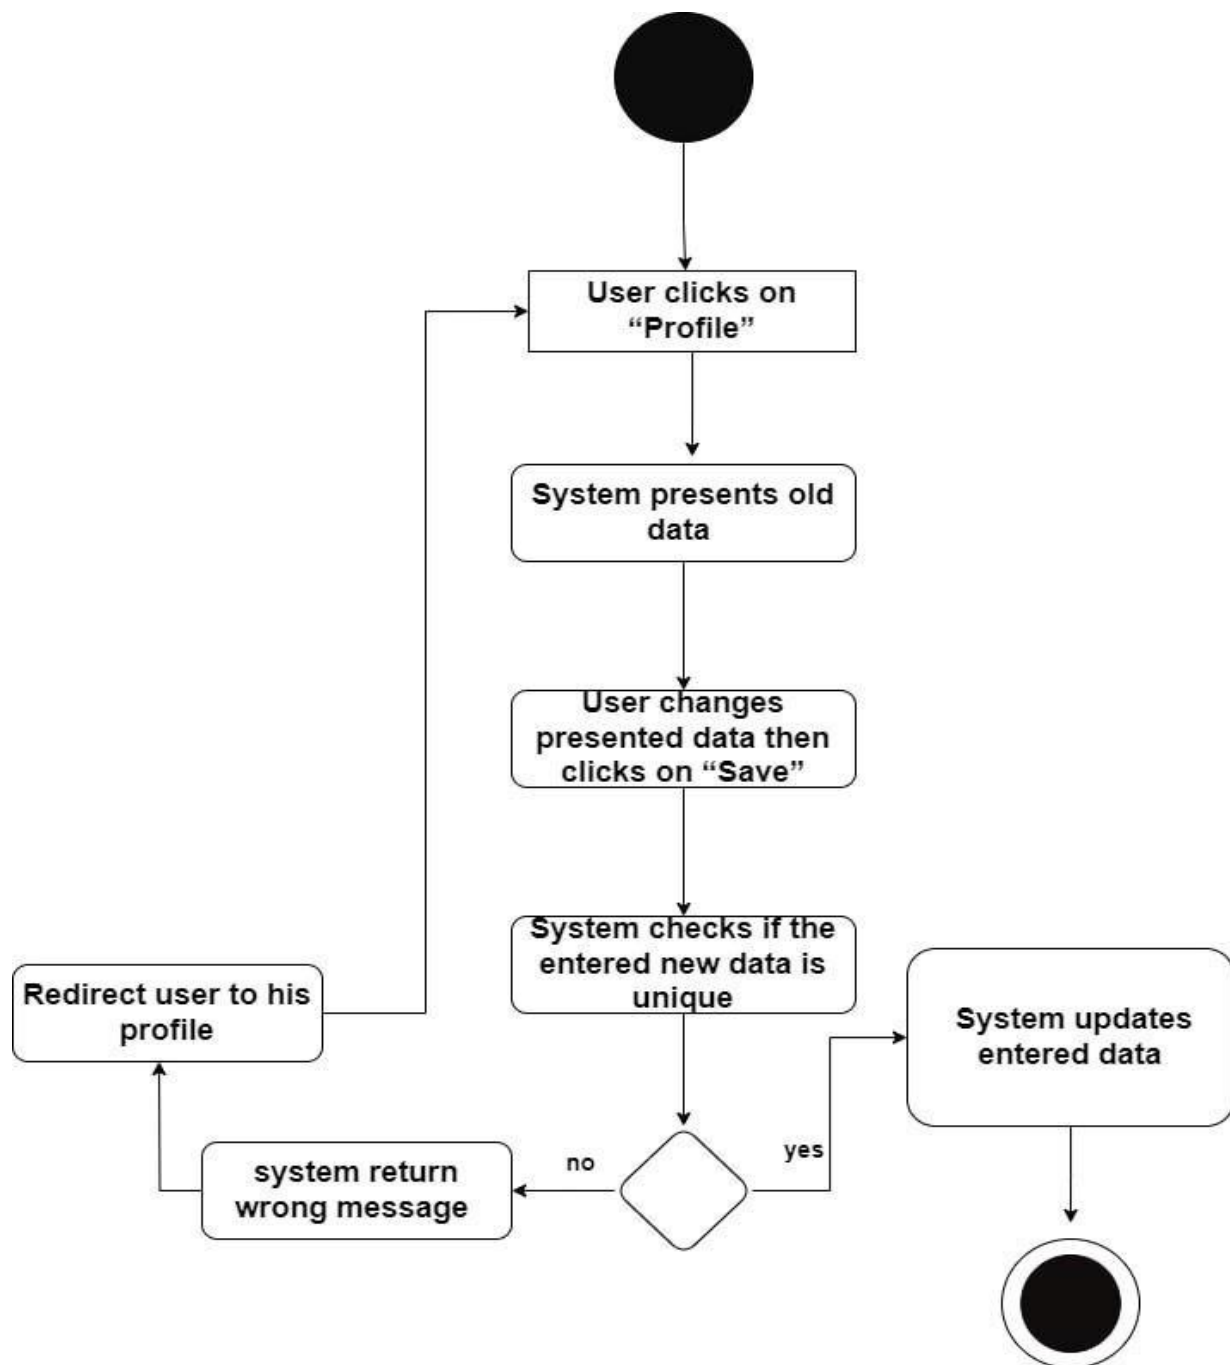 User clicks on
“Profile”
System presents old
data
User changes
presented data then
clicks on “Save”
System checks if the
entered new data is
unique
Redirect user to his
profile
System updates
entered data
yes
no
system return
wrong message